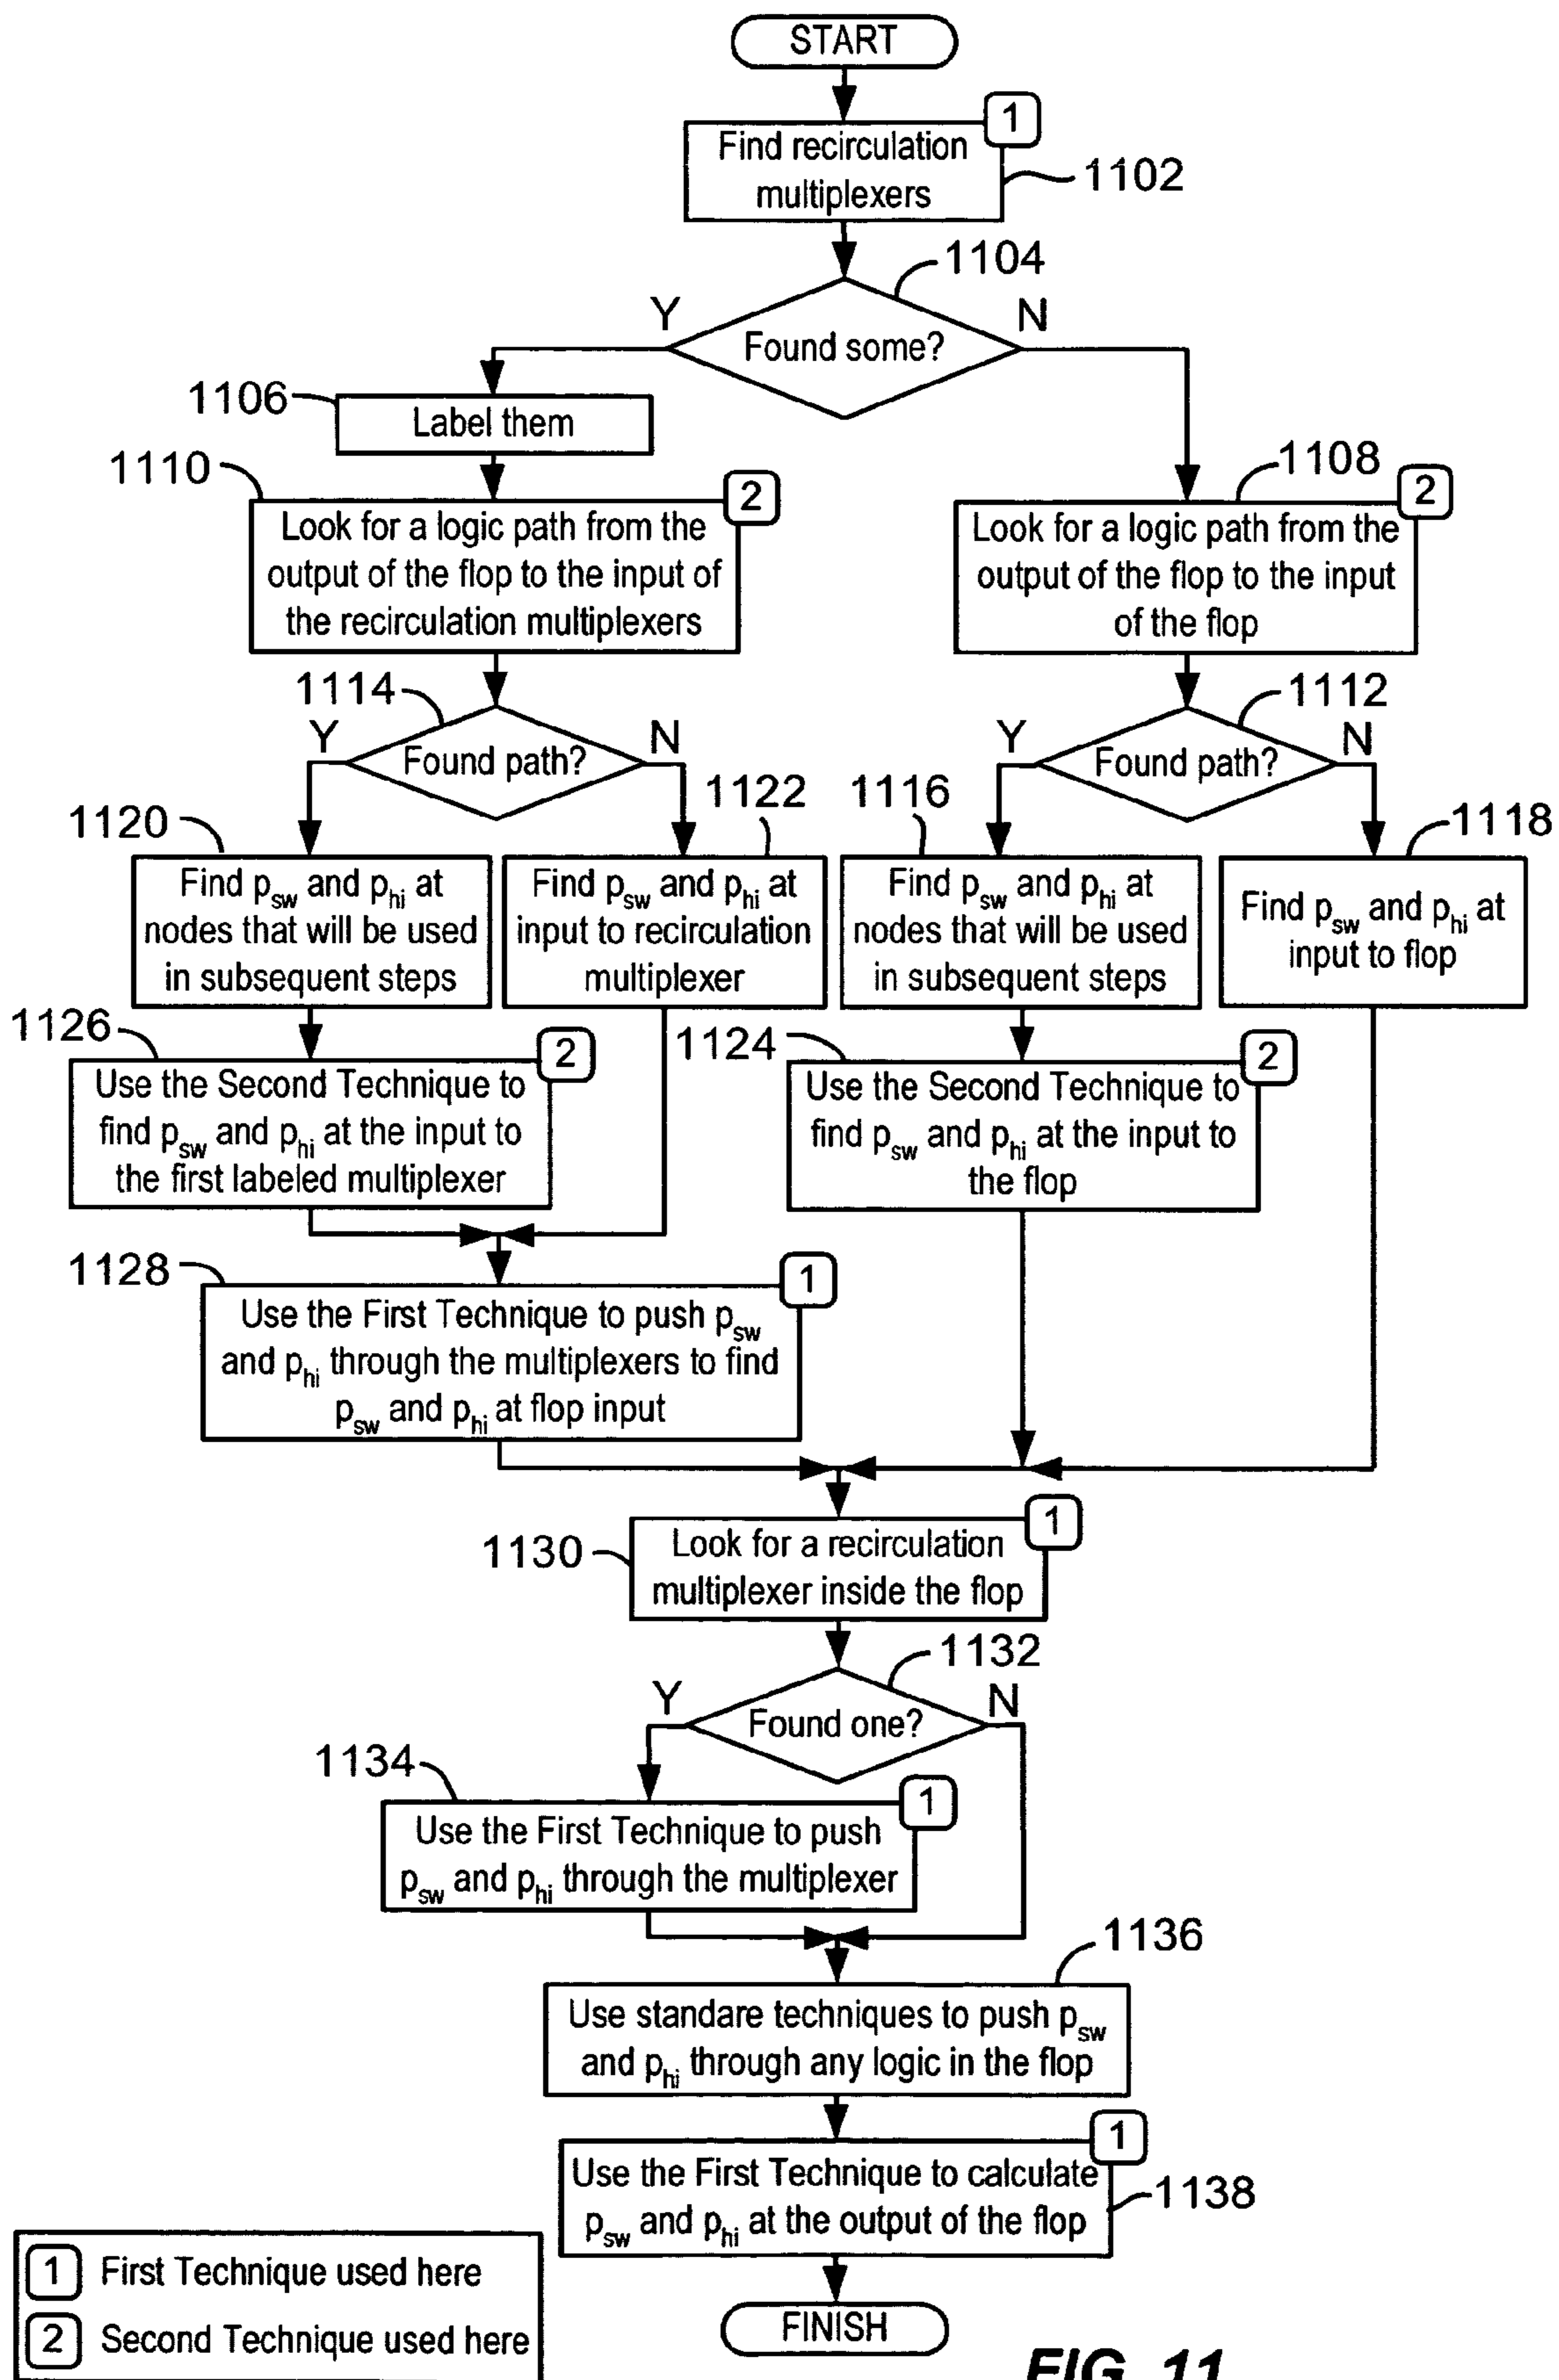 START
1
Find recirculation
multiplexers
1102
1104
Y
N
Found some?
1106
Label them
1110
2
Look for a logic path from the
output of the flop to the input of
the recirculation multiplexers
1108
2
Look for a logic path from the
output of the flop to the input
of the flop
1114
Y
N
Found path?
1112
Y
N
Found path?
1120
Find psw and phi at
nodes that will be used
in subsequent steps
1122
Find psw and phi at
input to recirculation
multiplexer
1116
Find psw and phi at
nodes that will be used
in subsequent steps
1118
Find psw and phi at
input to flop
1126
2
Use the Second Technique to
find psw and phi at the input to
the first labeled multiplexer
1124
2
Use the Second Technique to
find psw and phi at the input to
the flop
1128
1
Use the First Technique to push psw
and phi through the multiplexers to find
psw and phi at flop input
1130
1
Look for a recirculation
multiplexer inside the flop
1132
Y
N
Found one?
1134
1
Use the First Technique to push
psw and phi through the multiplexer
1136
Use standare techniques to push psw
and phi through any logic in the flop
1
Use the First Technique to calculate
psw and phi at the output of the flop
1138
FINISH
1 First Technique used here
2 Second Technique used here
FIG. 11